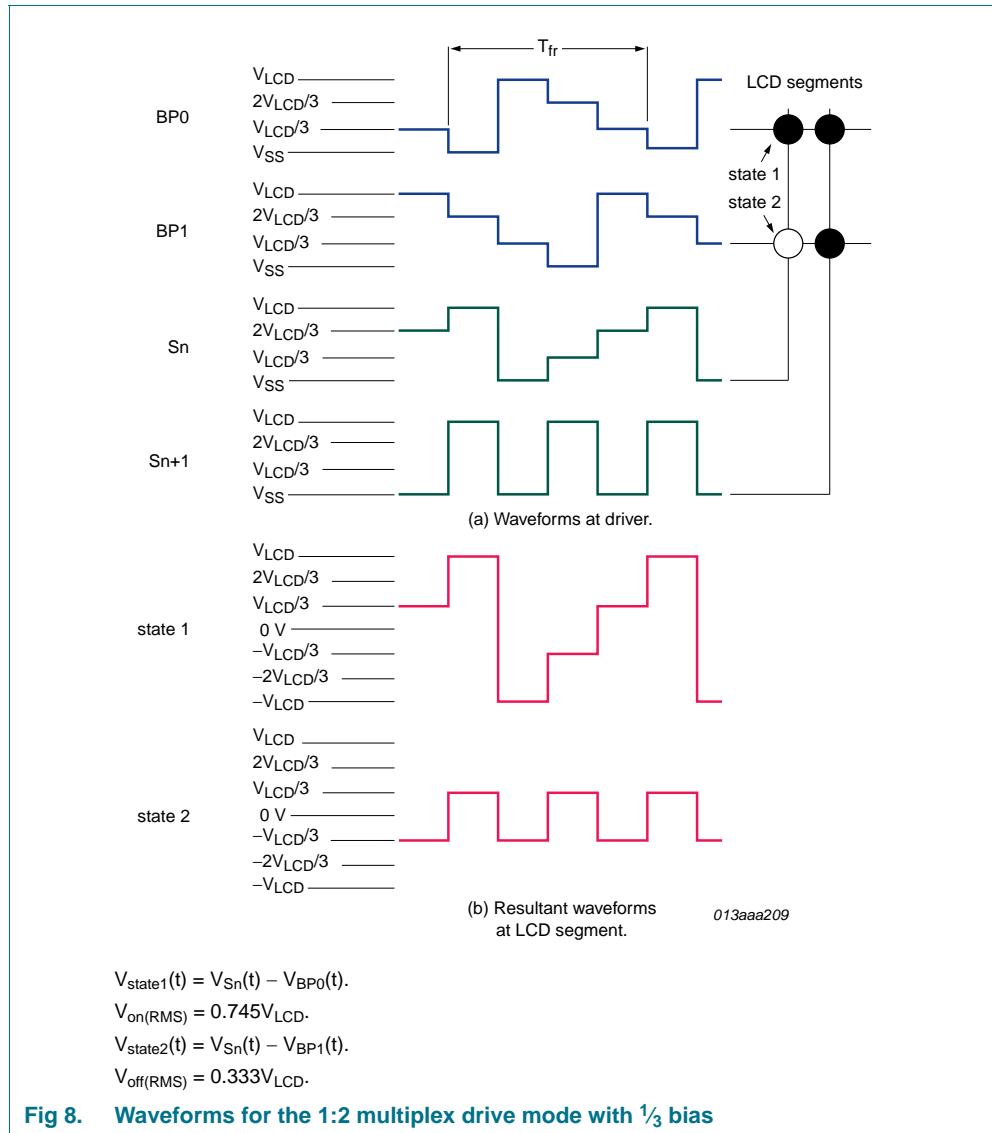 T_fr
V_LCD
2V_LCD/3
BP0
V_LCD/3
V_SS
LCD segments
state 1
state 2
V_LCD
2V_LCD/3
BP1
V_LCD/3
V_SS
V_LCD
2V_LCD/3
Sn
V_LCD/3
V_SS
V_LCD
2V_LCD/3
Sn+1
V_LCD/3
V_SS
(a) Waveforms at driver.
V_LCD
2V_LCD/3
V_LCD/3
state 1
0 V
−V_LCD/3
−2V_LCD/3
−V_LCD
V_LCD
2V_LCD/3
V_LCD/3
state 2
0 V
−V_LCD/3
−2V_LCD/3
−V_LCD
(b) Resultant waveforms
at LCD segment.
013aaa209
V_state1(t) = V_Sn(t) − V_BP0(t).
V_on(RMS) = 0.745V_LCD.
V_state2(t) = V_Sn(t) − V_BP1(t).
V_off(RMS) = 0.333V_LCD.
Fig 8. Waveforms for the 1:2 multiplex drive mode with 1⁄3 bias